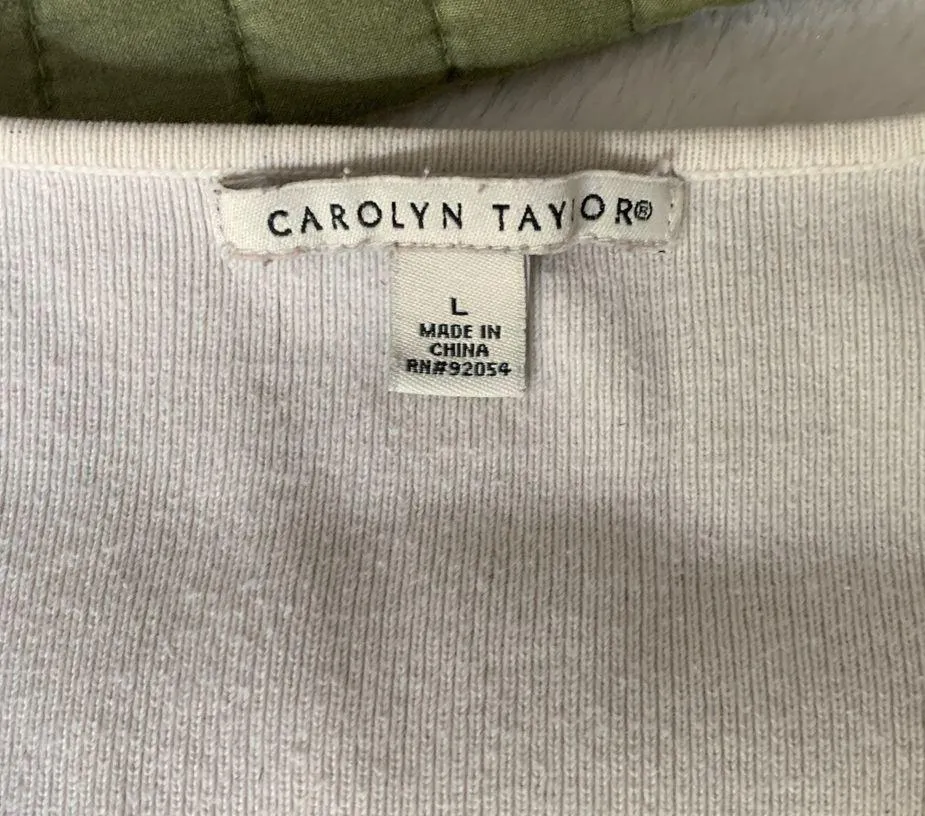 CAROLYN TAYLOR®
L
MADE IN
CHINA
RN#92054